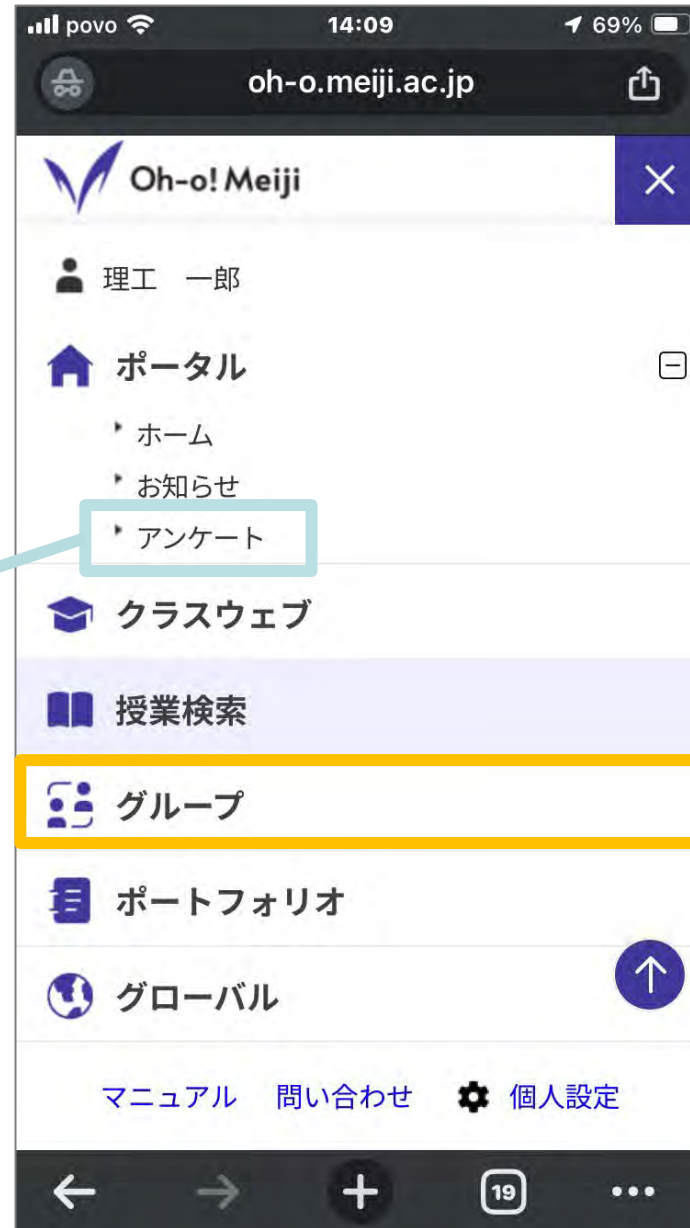 povo 14:09 69%
oh-o.meiji.ac.jp
Oh-o! Meiji
理工 一郎
ポータル
ホーム
お知らせ
アンケート
クラスウェブ
授業検索
グループ
ポートフォリオ
グローバル
マニュアル 問い合わせ 個人設定
19